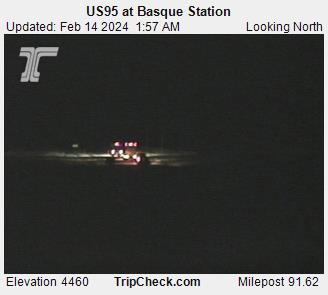 US95 at Basque Station
Updated: Feb 14 2024 1:57 AM Looking North
Elevation 4460 TripCheck.com Milepost 91.62